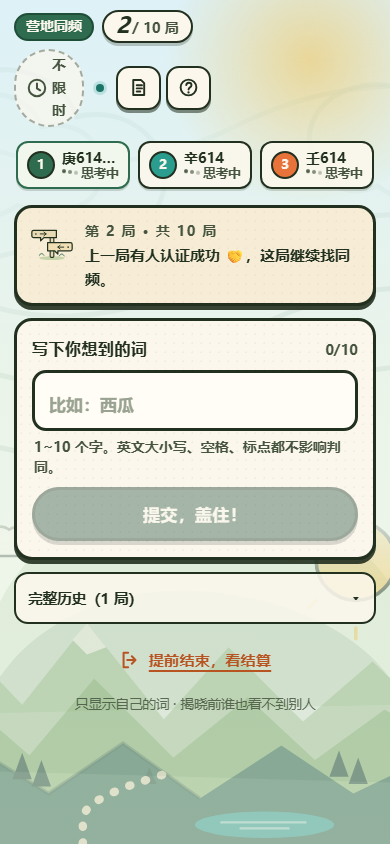 营地同频
2/ 10 局
不
限
时
1 庚614...
思考中
2 辛614
思考中
3 壬614
思考中
第 2 局 · 共 10 局
上一局有人认证成功 🤝，这局继续找同
频。
写下你想到的词
0/10
比如：西瓜
1~10 个字。英文大小写、空格、标点都不影响判
同。
提交，盖住！
完整历史（1 局）
提前结束，看结算
只显示自己的词 · 揭晓前谁也看不到别人